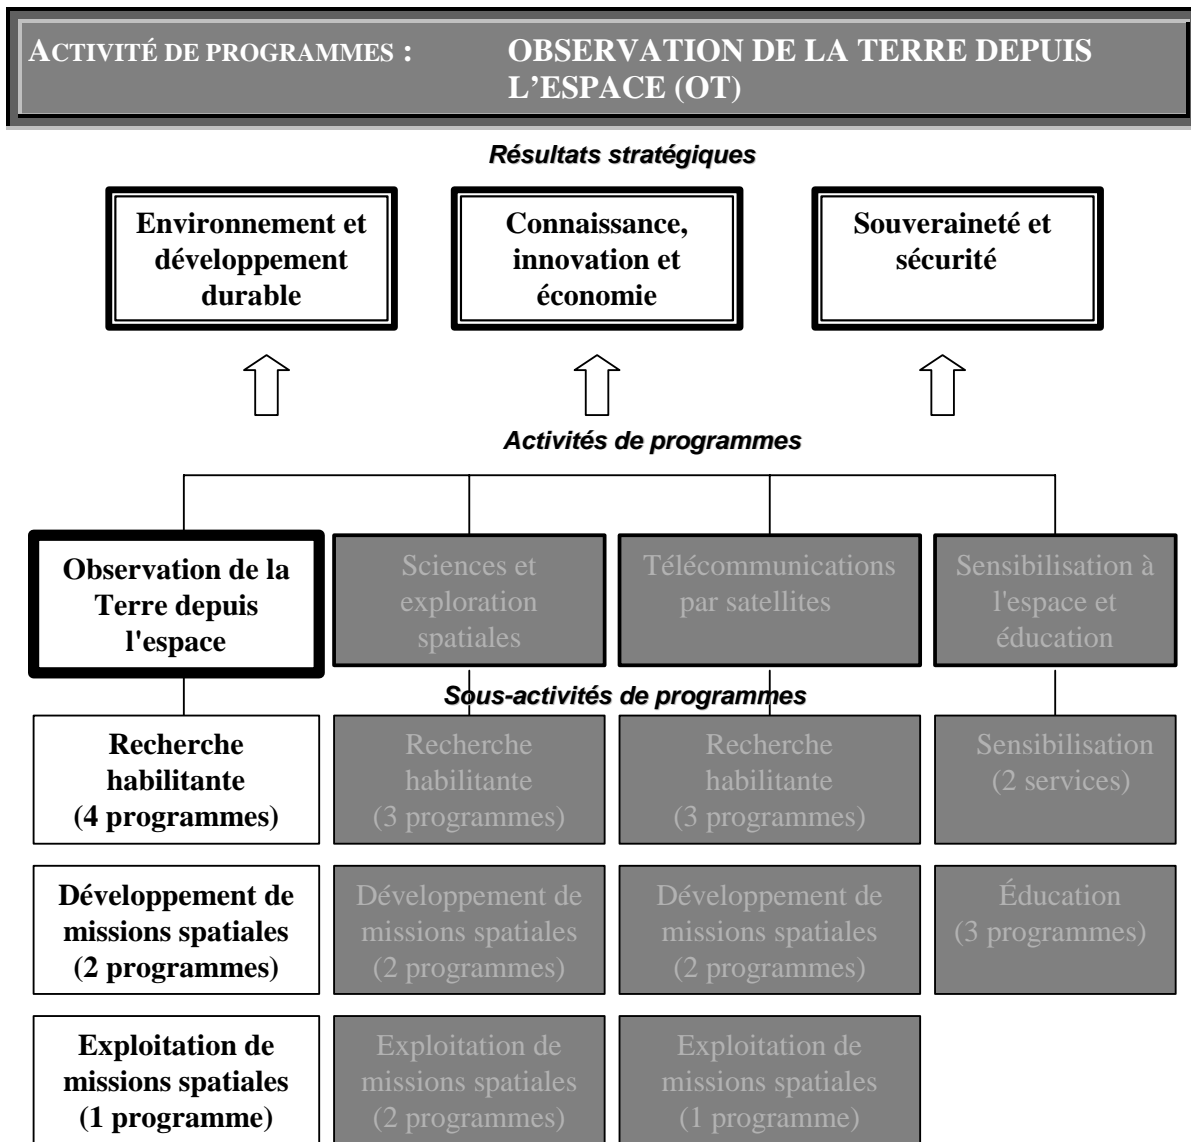 ACTIVITÉ DE PROGRAMMES : OBSERVATION DE LA TERRE DEPUIS
L’ESPACE (OT)
Résultats stratégiques
Environnement et
développement
durable
Connaissance,
innovation et
économie
Souveraineté et
sécurité
Activités de programmes
Observation de la
Terre depuis
l'espace
Sciences et
exploration
spatiales
Télécommunications
par satellites
Sensibilisation à
l'espace et
éducation
Sous-activités de programmes
Recherche
habilitante
(4 programmes)
Recherche
habilitante
(3 programmes)
Recherche
habilitante
(3 programmes)
Sensibilisation
(2 services)
Développement de
missions spatiales
(2 programmes)
Développement de
missions spatiales
(2 programmes)
Développement de
missions spatiales
(2 programmes)
Éducation
(3 programmes)
Exploitation de
missions spatiales
(1 programme)
Exploitation de
missions spatiales
(2 programmes)
Exploitation de
missions spatiales
(1 programme)